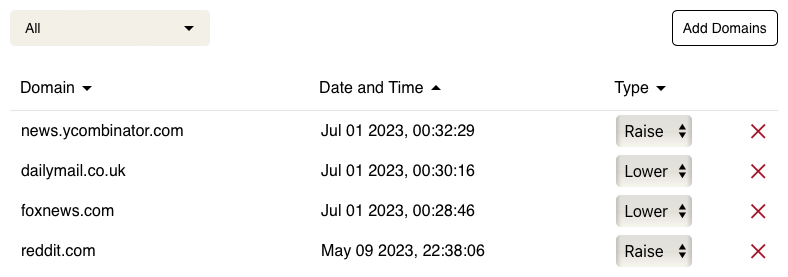 All Add Domains
Domain Date and Time Type
news.ycombinator.com Jul 01 2023, 00:32:29 Raise
dailymail.co.uk Jul 01 2023, 00:30:16 Lower
foxnews.com Jul 01 2023, 00:28:46 Lower
reddit.com May 09 2023, 22:38:06 Raise